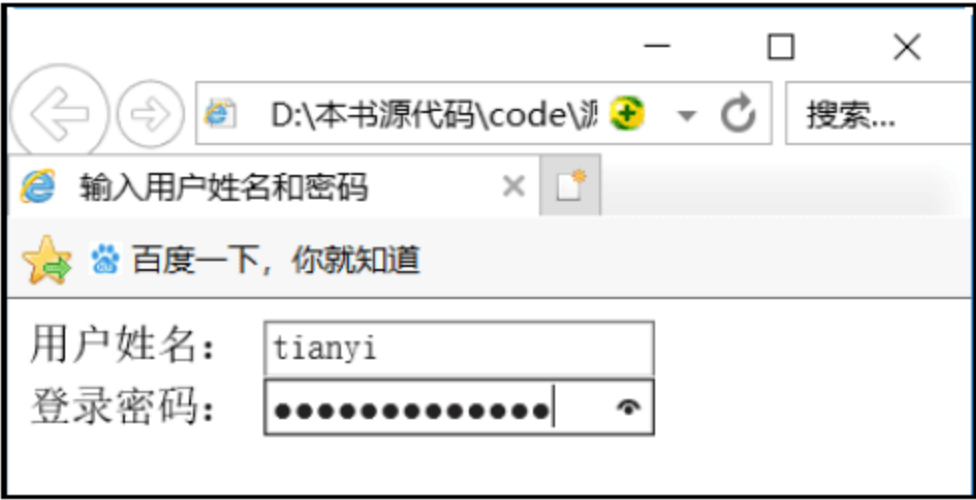 D:\本书源代码\code\源
搜索...
输入用户姓名和密码
百度一下，你就知道
用户姓名： tianyi
登录密码： ●●●●●●●●●●●●●